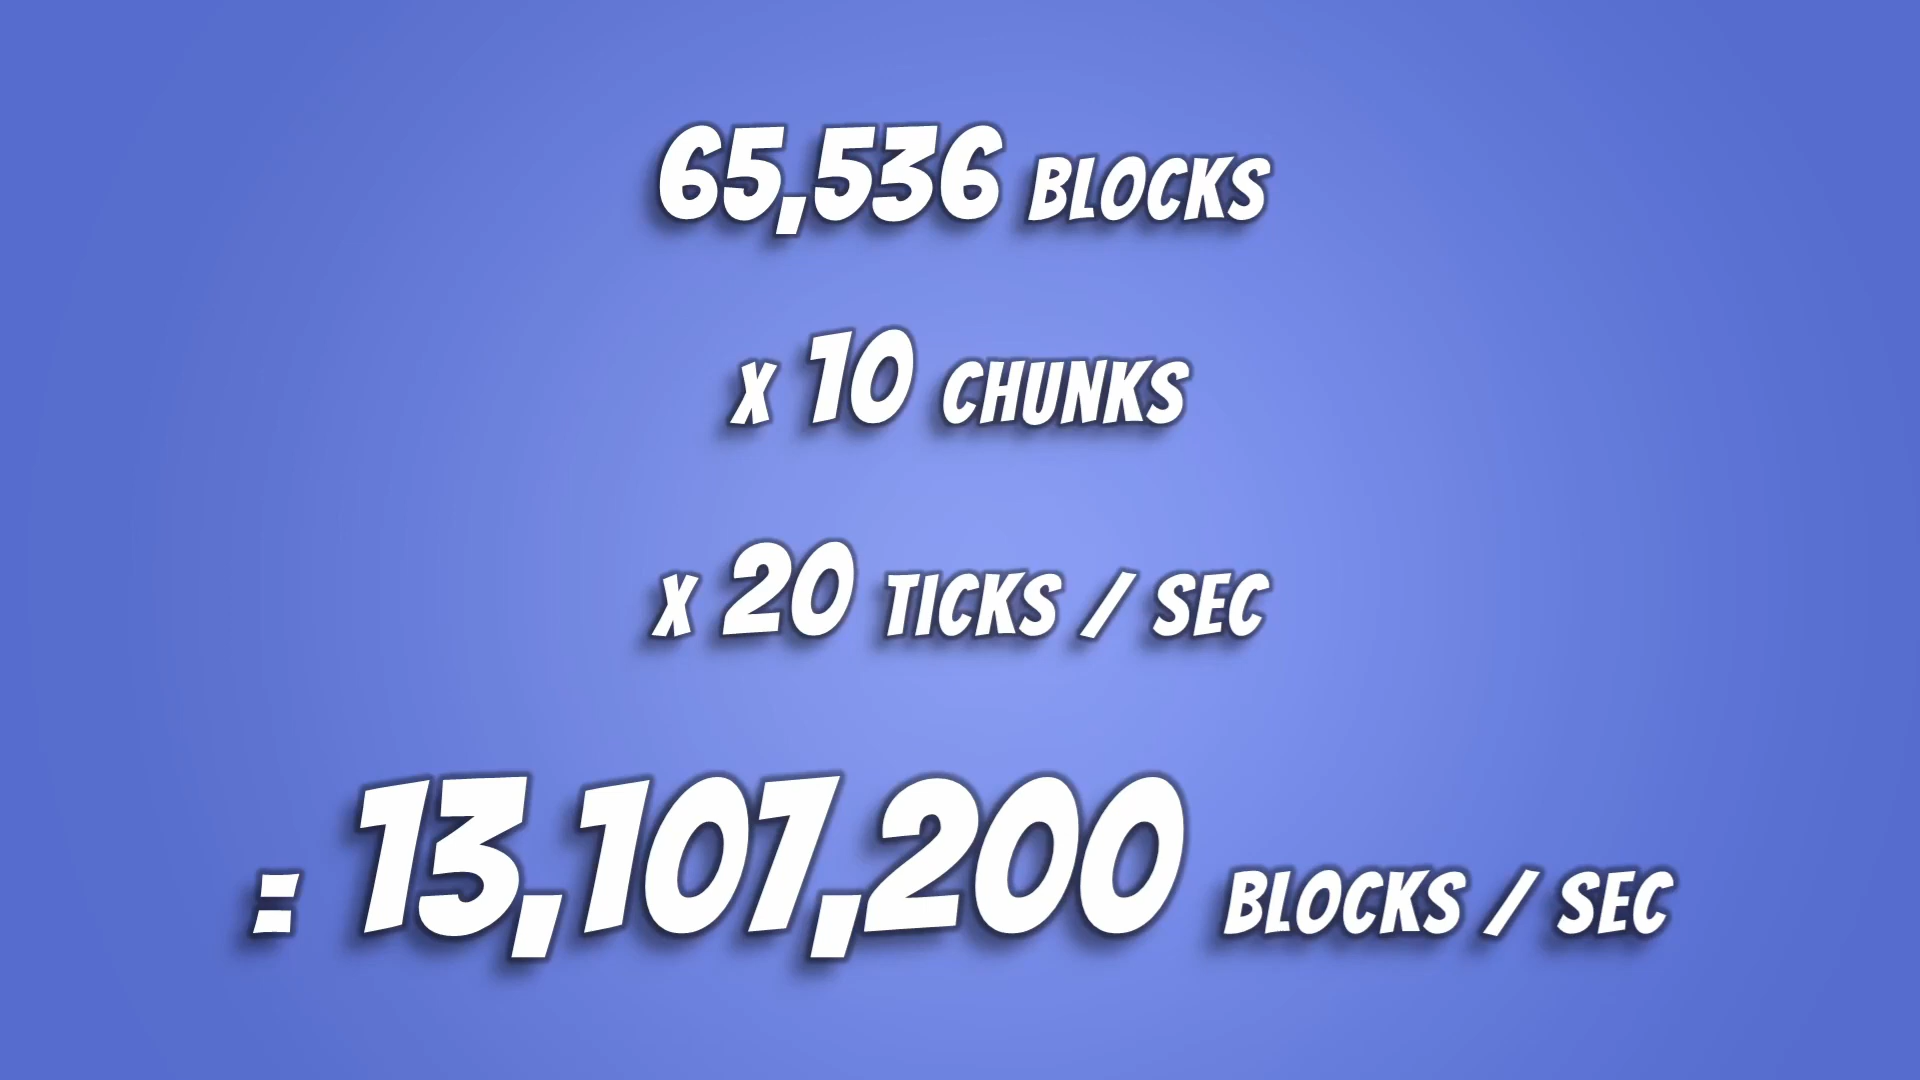 65,536 BLOCKS
x 10 CHUNKS
x 20 TICKS / SEC
= 13,107,200 BLOCKS / SEC